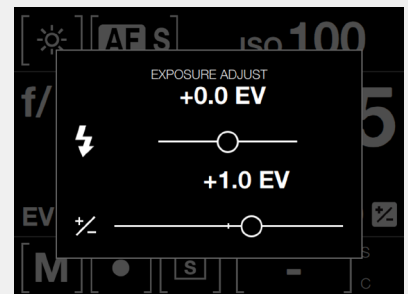 AF S
ISO 100
EXPOSURE ADJUST
+0.0 EV
f/
5
+1.0 EV
EV
+/-
+/-
M
S
-
S
C